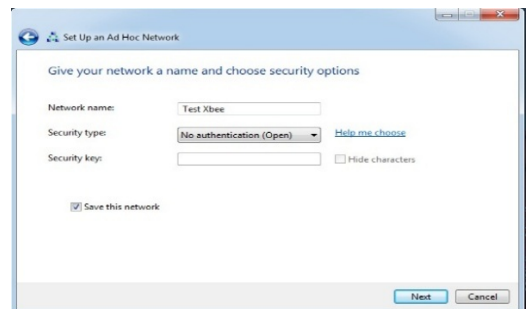 Set Up an Ad Hoc Network
Give your network a name and choose security options
Network name: Test Xbee
Security type: No authentication (Open) Help me choose
Security key: Hide characters
Save this network
Next Cancel